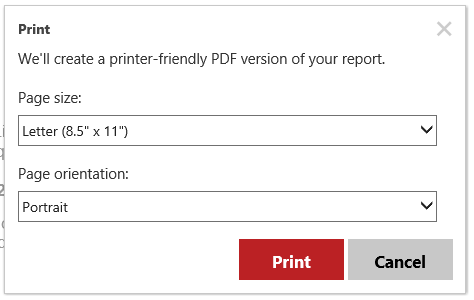 Print
We'll create a printer-friendly PDF version of your report.
Page size:
Letter (8.5" x 11")
Page orientation:
Portrait
Print Cancel